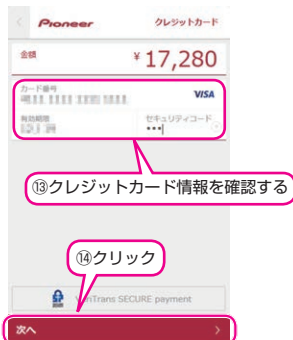 Pioneer クレジットカード
金額 ¥ 17,280
カード番号
VISA
有効期限 セキュリティコード
•••
⑬クレジットカード情報を確認する
⑭クリック
Trans SECURE payment
次へ